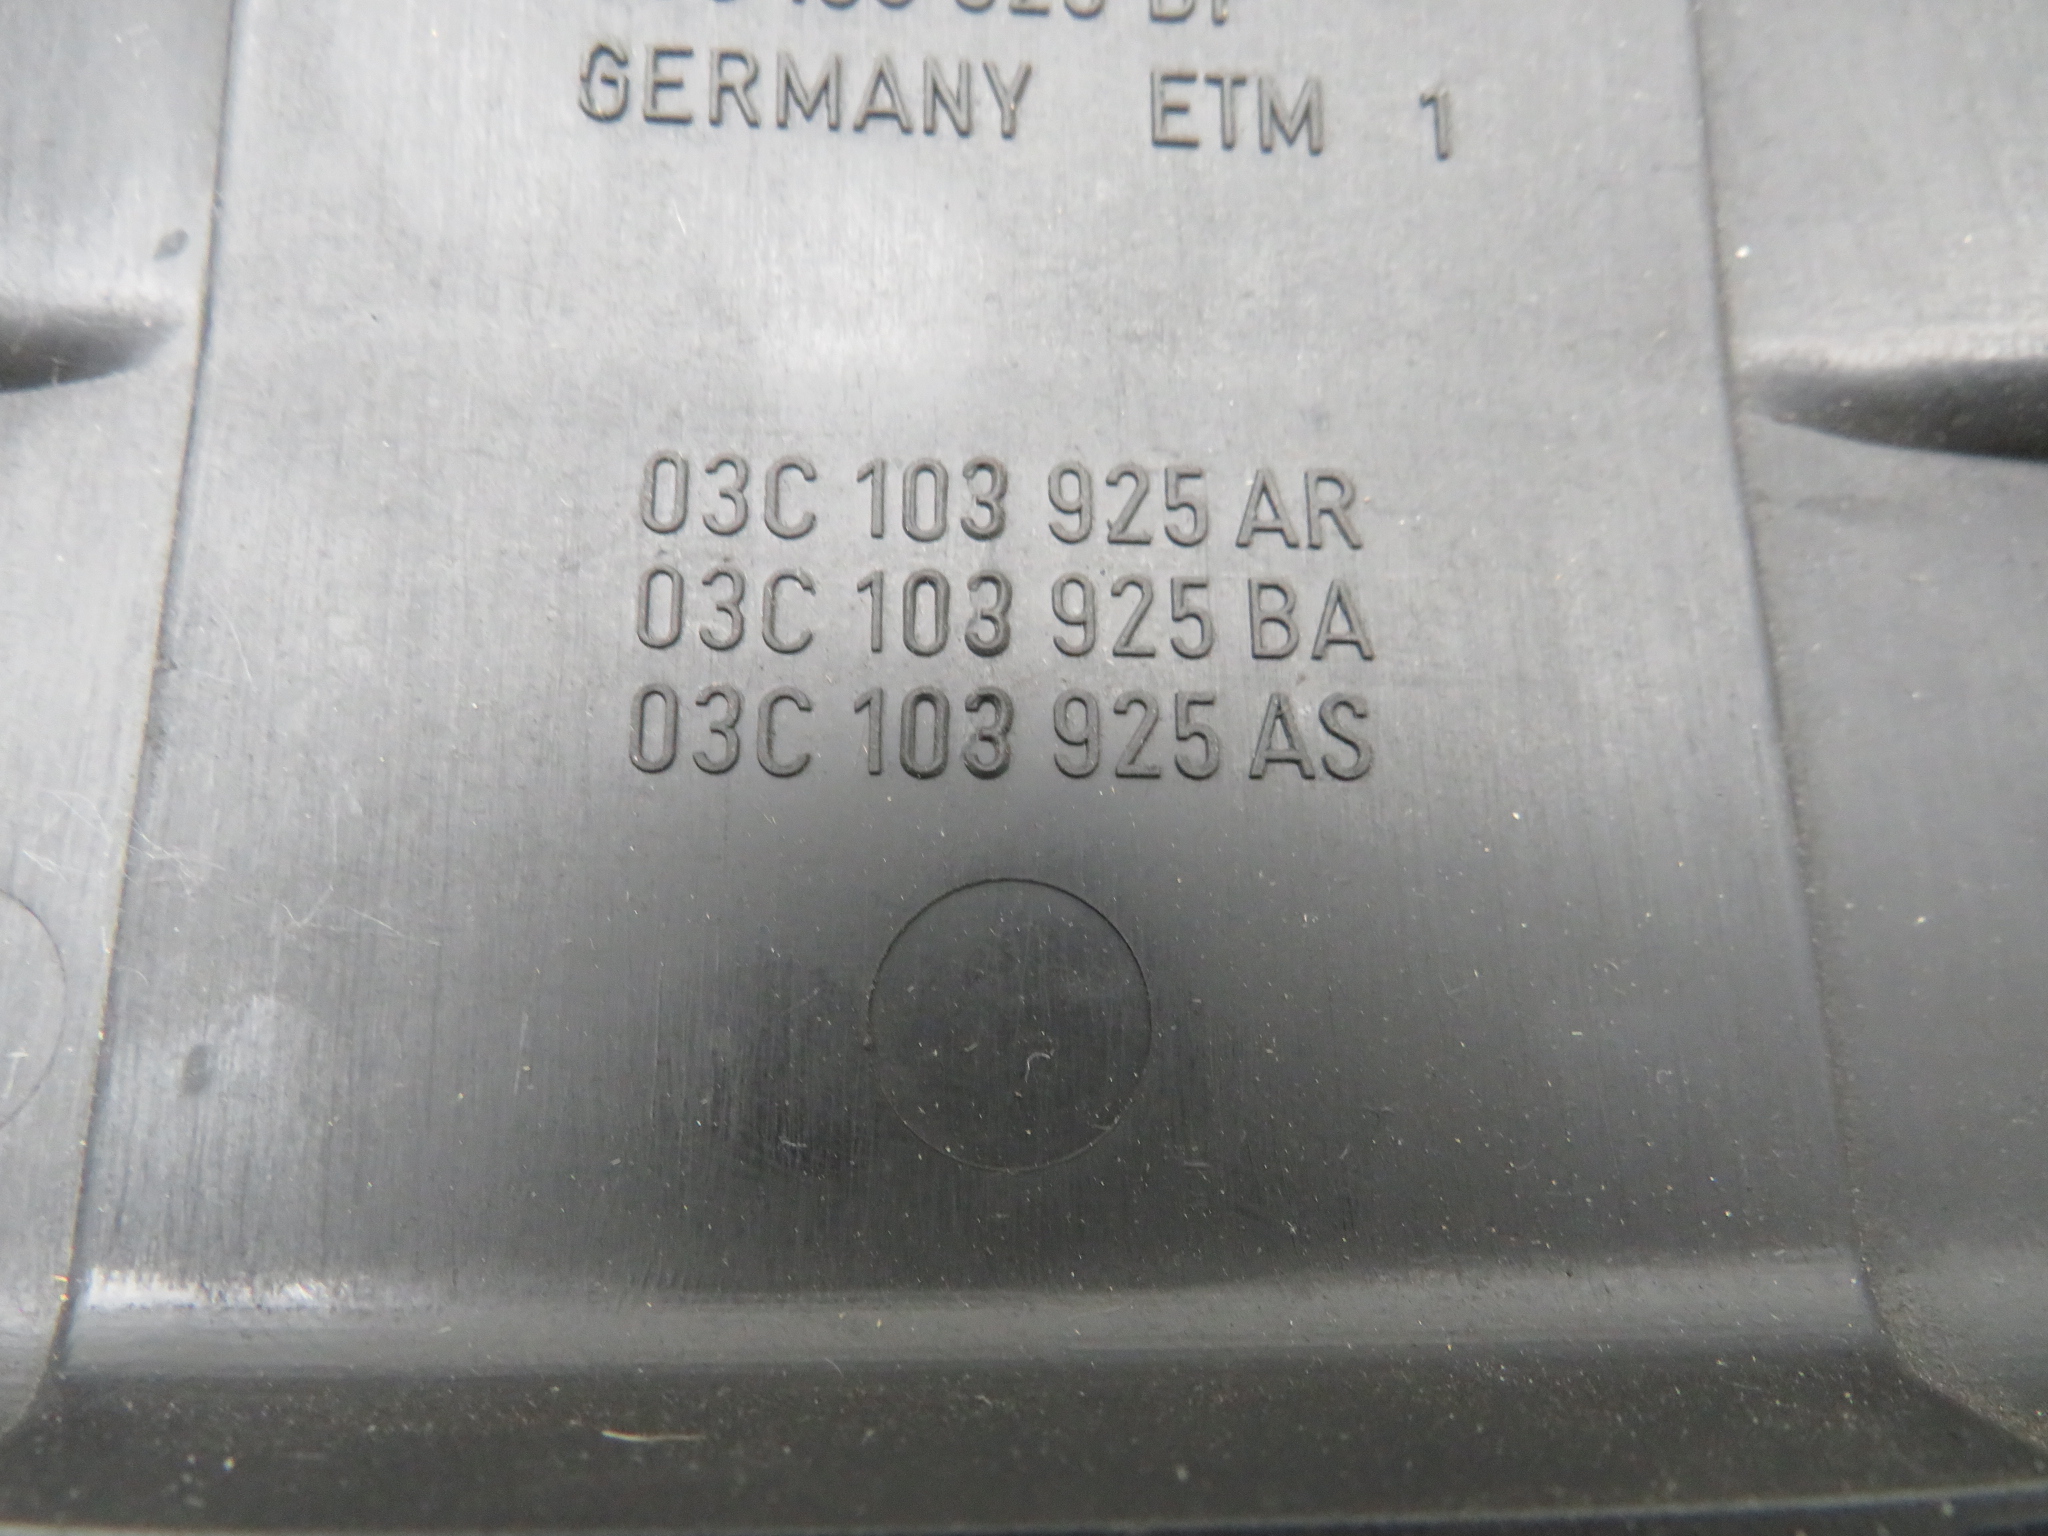 GERMANY ETM 1
03C 103 925 AR
03C 103 925 BA
03C 103 925 AS